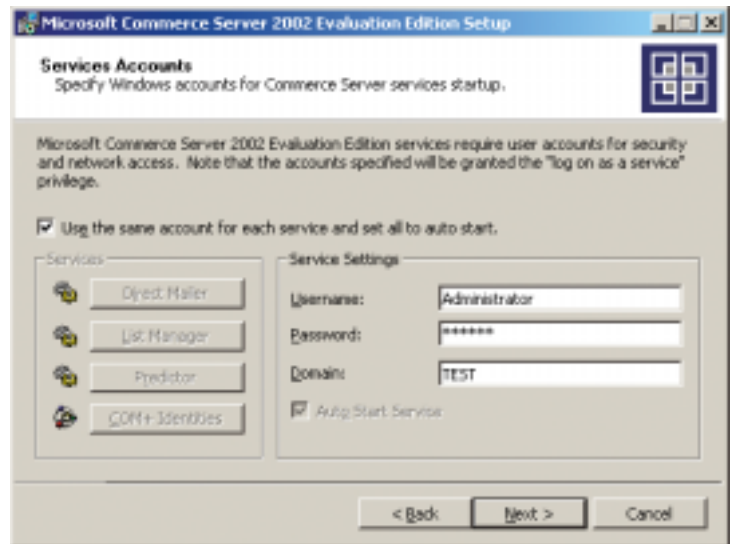 Microsoft Commerce Server 2002 Evaluation Edition Setup
Services Accounts
Specify Windows accounts for Commerce Server services startup.
Microsoft Commerce Server 2002 Evaluation Edition services require user accounts for security
and network access. Note that the accounts specified will be granted the "log on as a service"
privilege.
Use the same account for each service and set all to auto start.
Services
Direct Mailer
List Manager
Predictor
COM+ Identities
Service Settings
Username: Administrator
Password: ******
Domain: TEST
Auto Start Service
< Back Next > Cancel